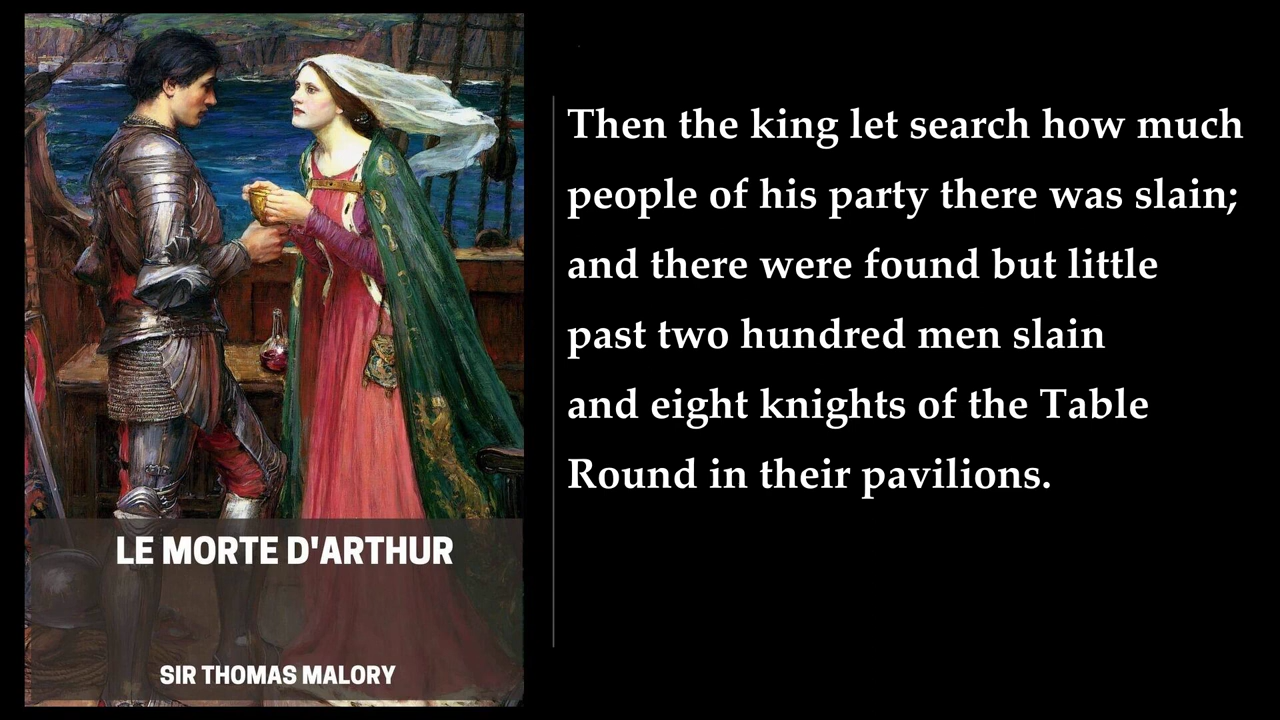 Then the king let search how much
people of his party there was slain;
and there were found but little
past two hundred men slain
and eight knights of the Table
Round in their pavilions.
LE MORTE D'ARTHUR
SIR THOMAS MALORY